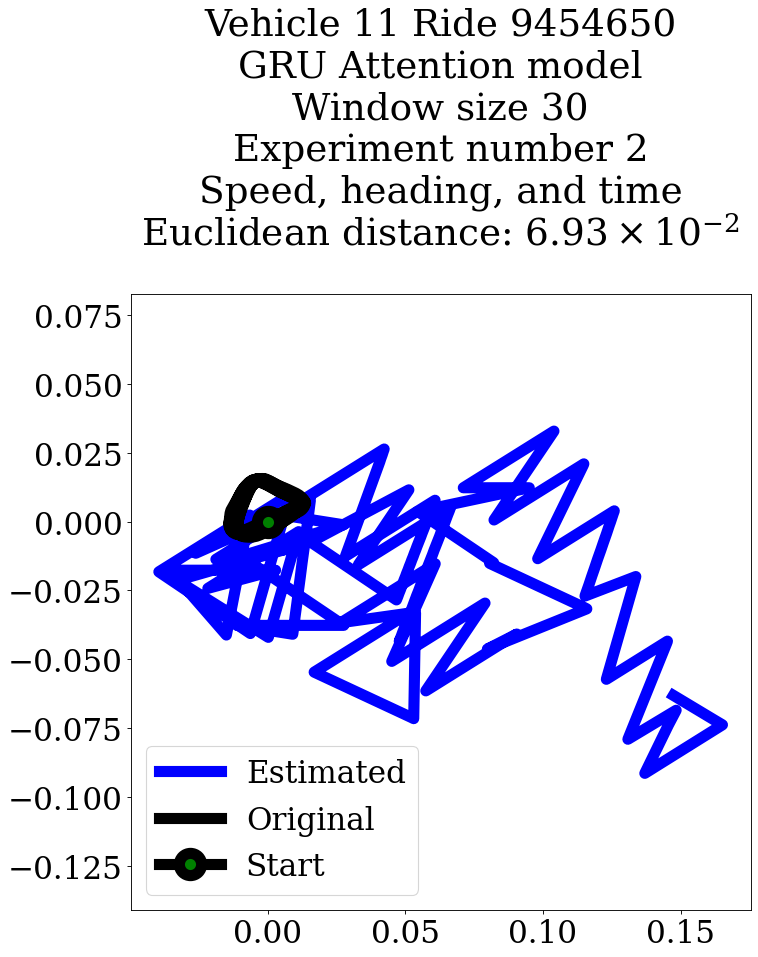 Vehicle 11 Ride 9454650
GRU Attention model
Window size 30
Experiment number 2
Speed, heading, and time
Euclidean distance: 6.93 × 10⁻²
0.075
0.050
0.025
0.000
−0.025
−0.050
−0.075
−0.100
−0.125
Estimated
Original
Start
0.00 0.05 0.10 0.15